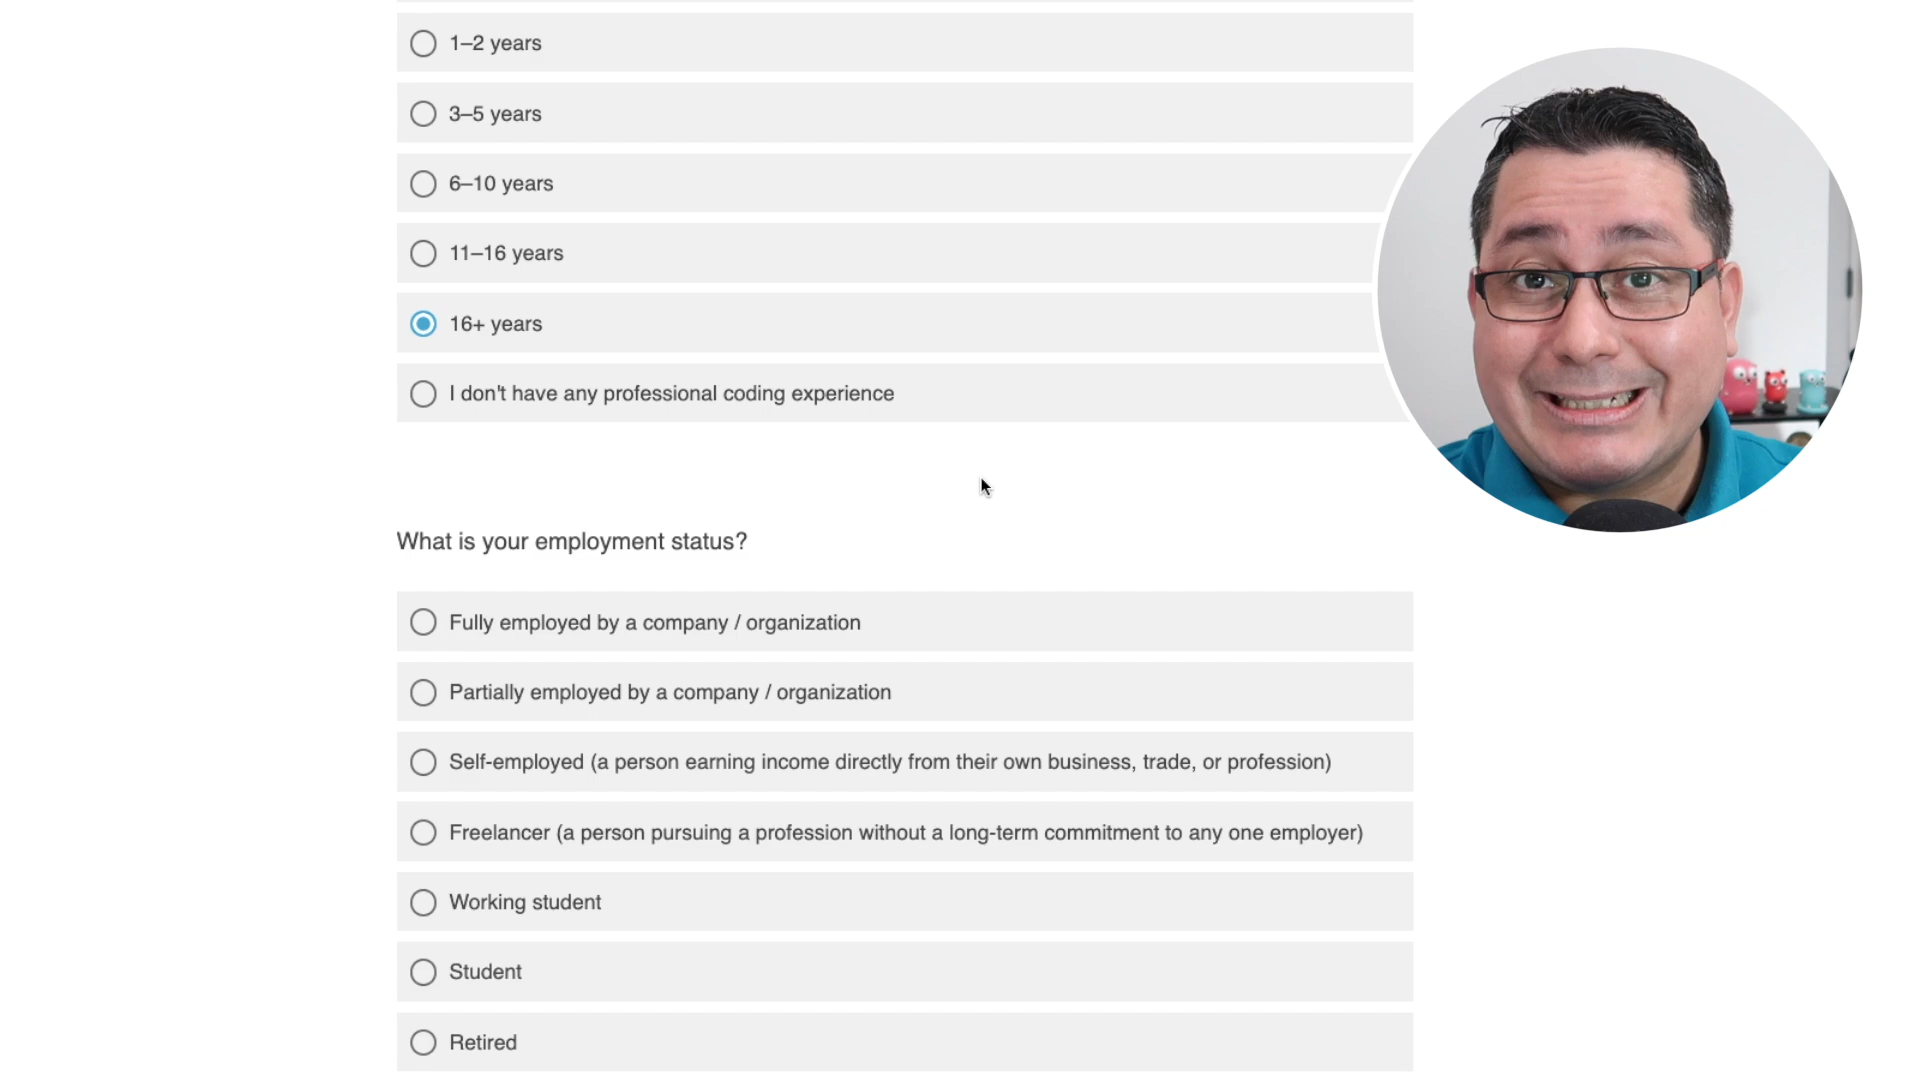 1–2 years
3–5 years
6–10 years
11–16 years
16+ years
I don't have any professional coding experience
What is your employment status?
Fully employed by a company / organization
Partially employed by a company / organization
Self-employed (a person earning income directly from their own business, trade, or profession)
Freelancer (a person pursuing a profession without a long-term commitment to any one employer)
Working student
Student
Retired